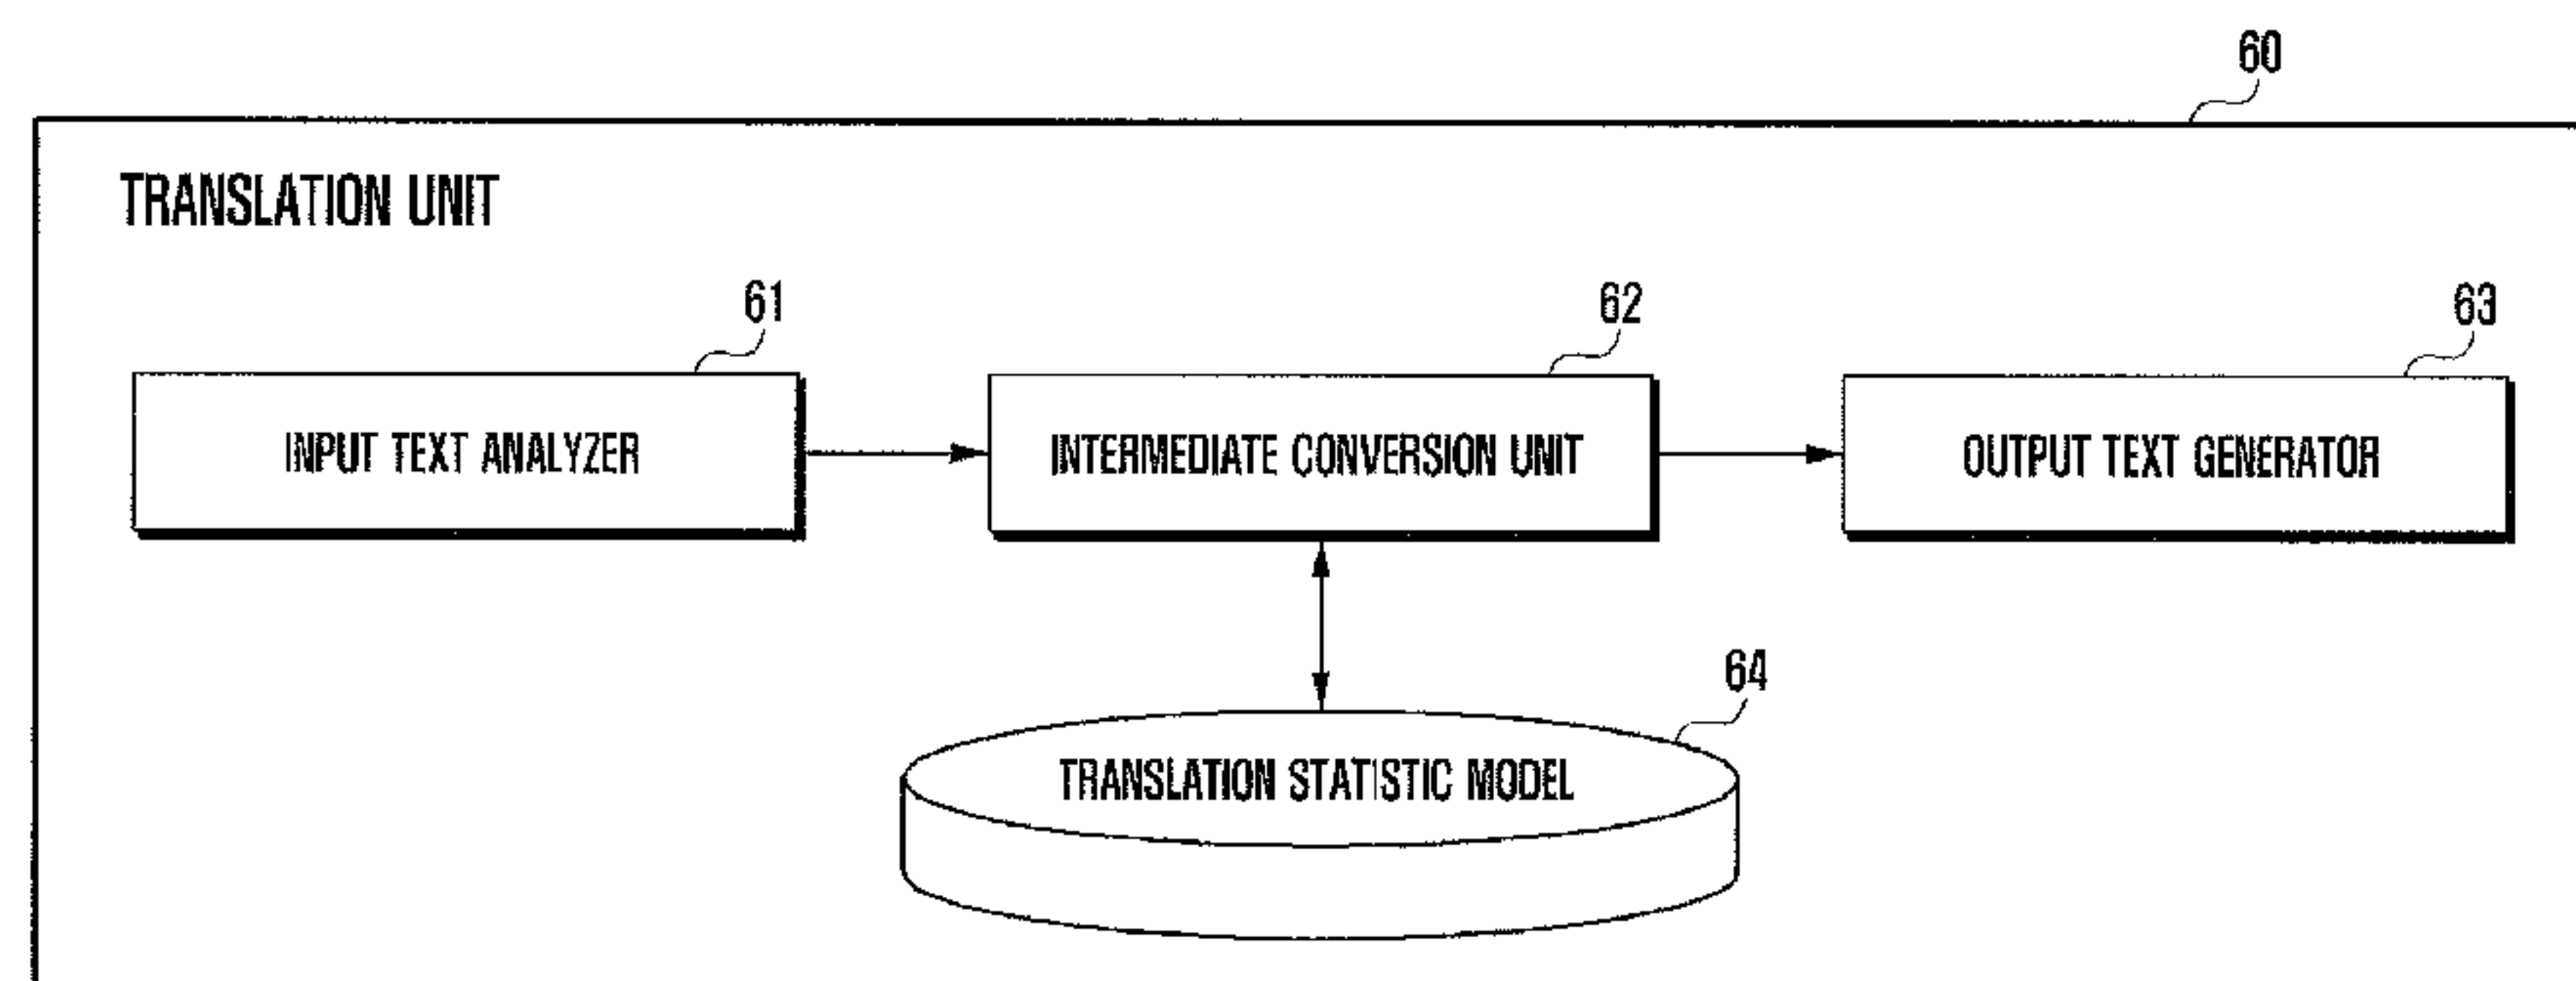 60
TRANSLATION UNIT
61
62
63
INPUT TEXT ANALYZER
INTERMEDIATE CONVERSION UNIT
OUTPUT TEXT GENERATOR
64
TRANSLATION STATISTIC MODEL